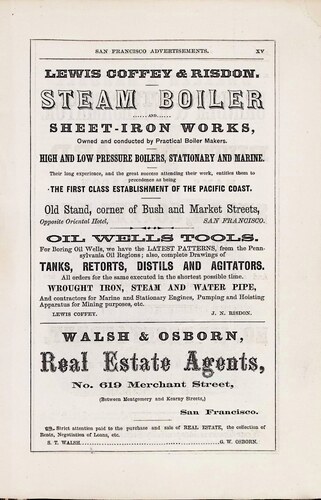 SAN FRANCISCO ADVERTISEMENTS. XV
LEWIS COFFEY & RISDON.
STEAM BOILER
......AND......
SHEET-IRON WORKS,
Owned and conducted by Practical Boiler Makers.
HIGH AND LOW PRESSURE BOILERS, STATIONARY AND MARINE.
Their long experience, and the great success attending their work, entitles them to
precedence as being
THE FIRST CLASS ESTABLISHMENT OF THE PACIFIC COAST.
Old Stand, corner of Bush and Market Streets,
Opposite Oriental Hotel, SAN FRANCISCO.
OIL WELLS TOOLS.
For Boring Oil Wells, we have the LATEST PATTERNS, from the Penn-
sylvania Oil Regions; also, complete Drawings of
TANKS, RETORTS, DISTILS AND AGITATORS.
All orders for the same executed in the shortest possible time.
WROUGHT IRON, STEAM AND WATER PIPE,
And contractors for Marine and Stationary Engines, Pumping and Hoisting
Apparatus for Mining purposes, etc.
LEWIS COFFEY. J. N. RISDON.
WALSH & OSBORN,
Real Estate Agents,
No. 619 Merchant Street,
(Between Montgomery and Kearny Streets,)
San Francisco.
Strict attention paid to the purchase and sale of REAL ESTATE, the collection of
Rents, Negotiation of Loans, etc.
S. T. WALSH..........G. W. OSBORN.